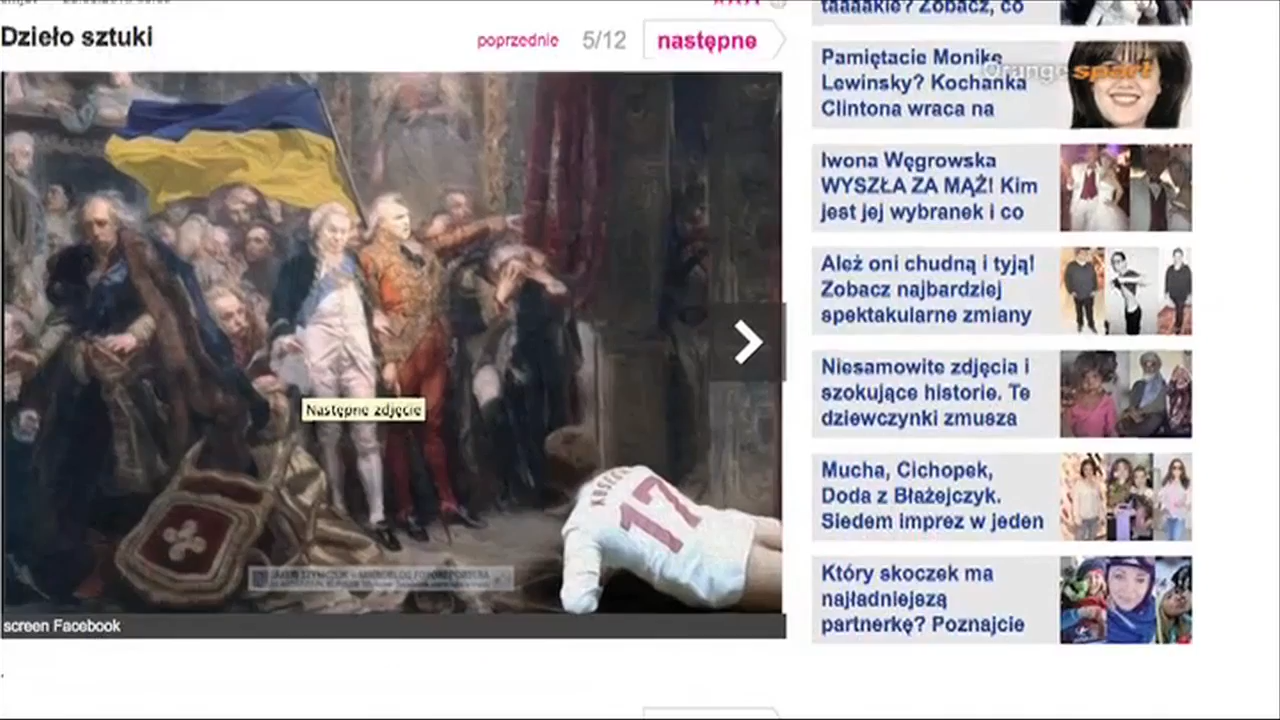 Dzieło sztuki
poprzednie 5/12 następne
Następne zdjęcie
17
screen Facebook
taaaakie? Zobacz, co
Pamiętacie Monikę
Lewinsky? Kochanka
Clintona wraca na
Orange sport
Iwona Węgrowska
WYSZŁA ZA MĄŻ! Kim
jest jej wybranek i co
Ależ oni chudną i tyją!
Zobacz najbardziej
spektakularne zmiany
Niesamowite zdjęcia i
szokujące historie. Te
dziewczynki zmusza
Mucha, Cichopek,
Doda z Błażejczyk.
Siedem imprez w jeden
Który skoczek ma
najładniejszą
partnerkę? Poznajcie